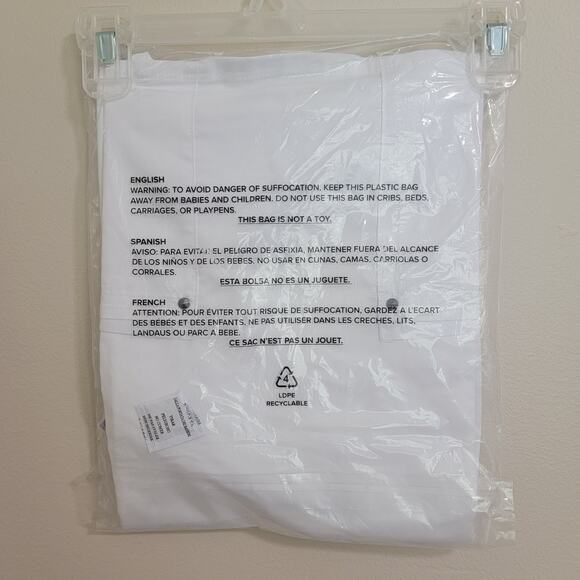 ENGLISH
WARNING: TO AVOID DANGER OF SUFFOCATION, KEEP THIS PLASTIC BAG
AWAY FROM BABIES AND CHILDREN. DO NOT USE THIS BAG IN CRIBS, BEDS,
CARRIAGES, OR PLAYPENS.
THIS BAG IS NOT A TOY.
SPANISH
AVISO: PARA EVITAR EL PELIGRO DE ASFIXIA, MANTENER FUERA DEL ALCANCE
DE LOS NIÑOS Y DE LOS BEBES. NO USAR EN CUNAS, CAMAS, CARRIOLAS O
CORRALES.
ESTA BOLSA NO ES UN JUGUETE.
FRENCH
ATTENTION: POUR ÉVITER TOUT RISQUE DE SUFFOCATION, GARDEZ A L'ECART
DES BÉBES ET DES ENFANTS. NE PAS UTILISER DANS LES CRECHES, LITS,
LANDAUS OU PARC A BEBE.
CE SAC N'EST PAS UN JOUET.
4
LDPE
RECYCLABLE